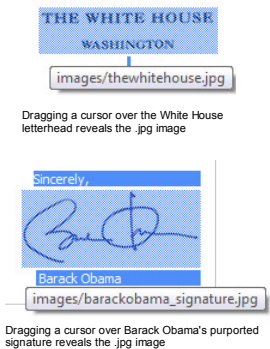 THE WHITE HOUSE
WASHINGTON
images/thewhitehouse.jpg
Dragging a cursor over the White House
letterhead reveals the .jpg image
Sincerely,
Barack Obama
images/barackobama_signature.jpg
Dragging a cursor over Barack Obama's purported
signature reveals the .jpg image